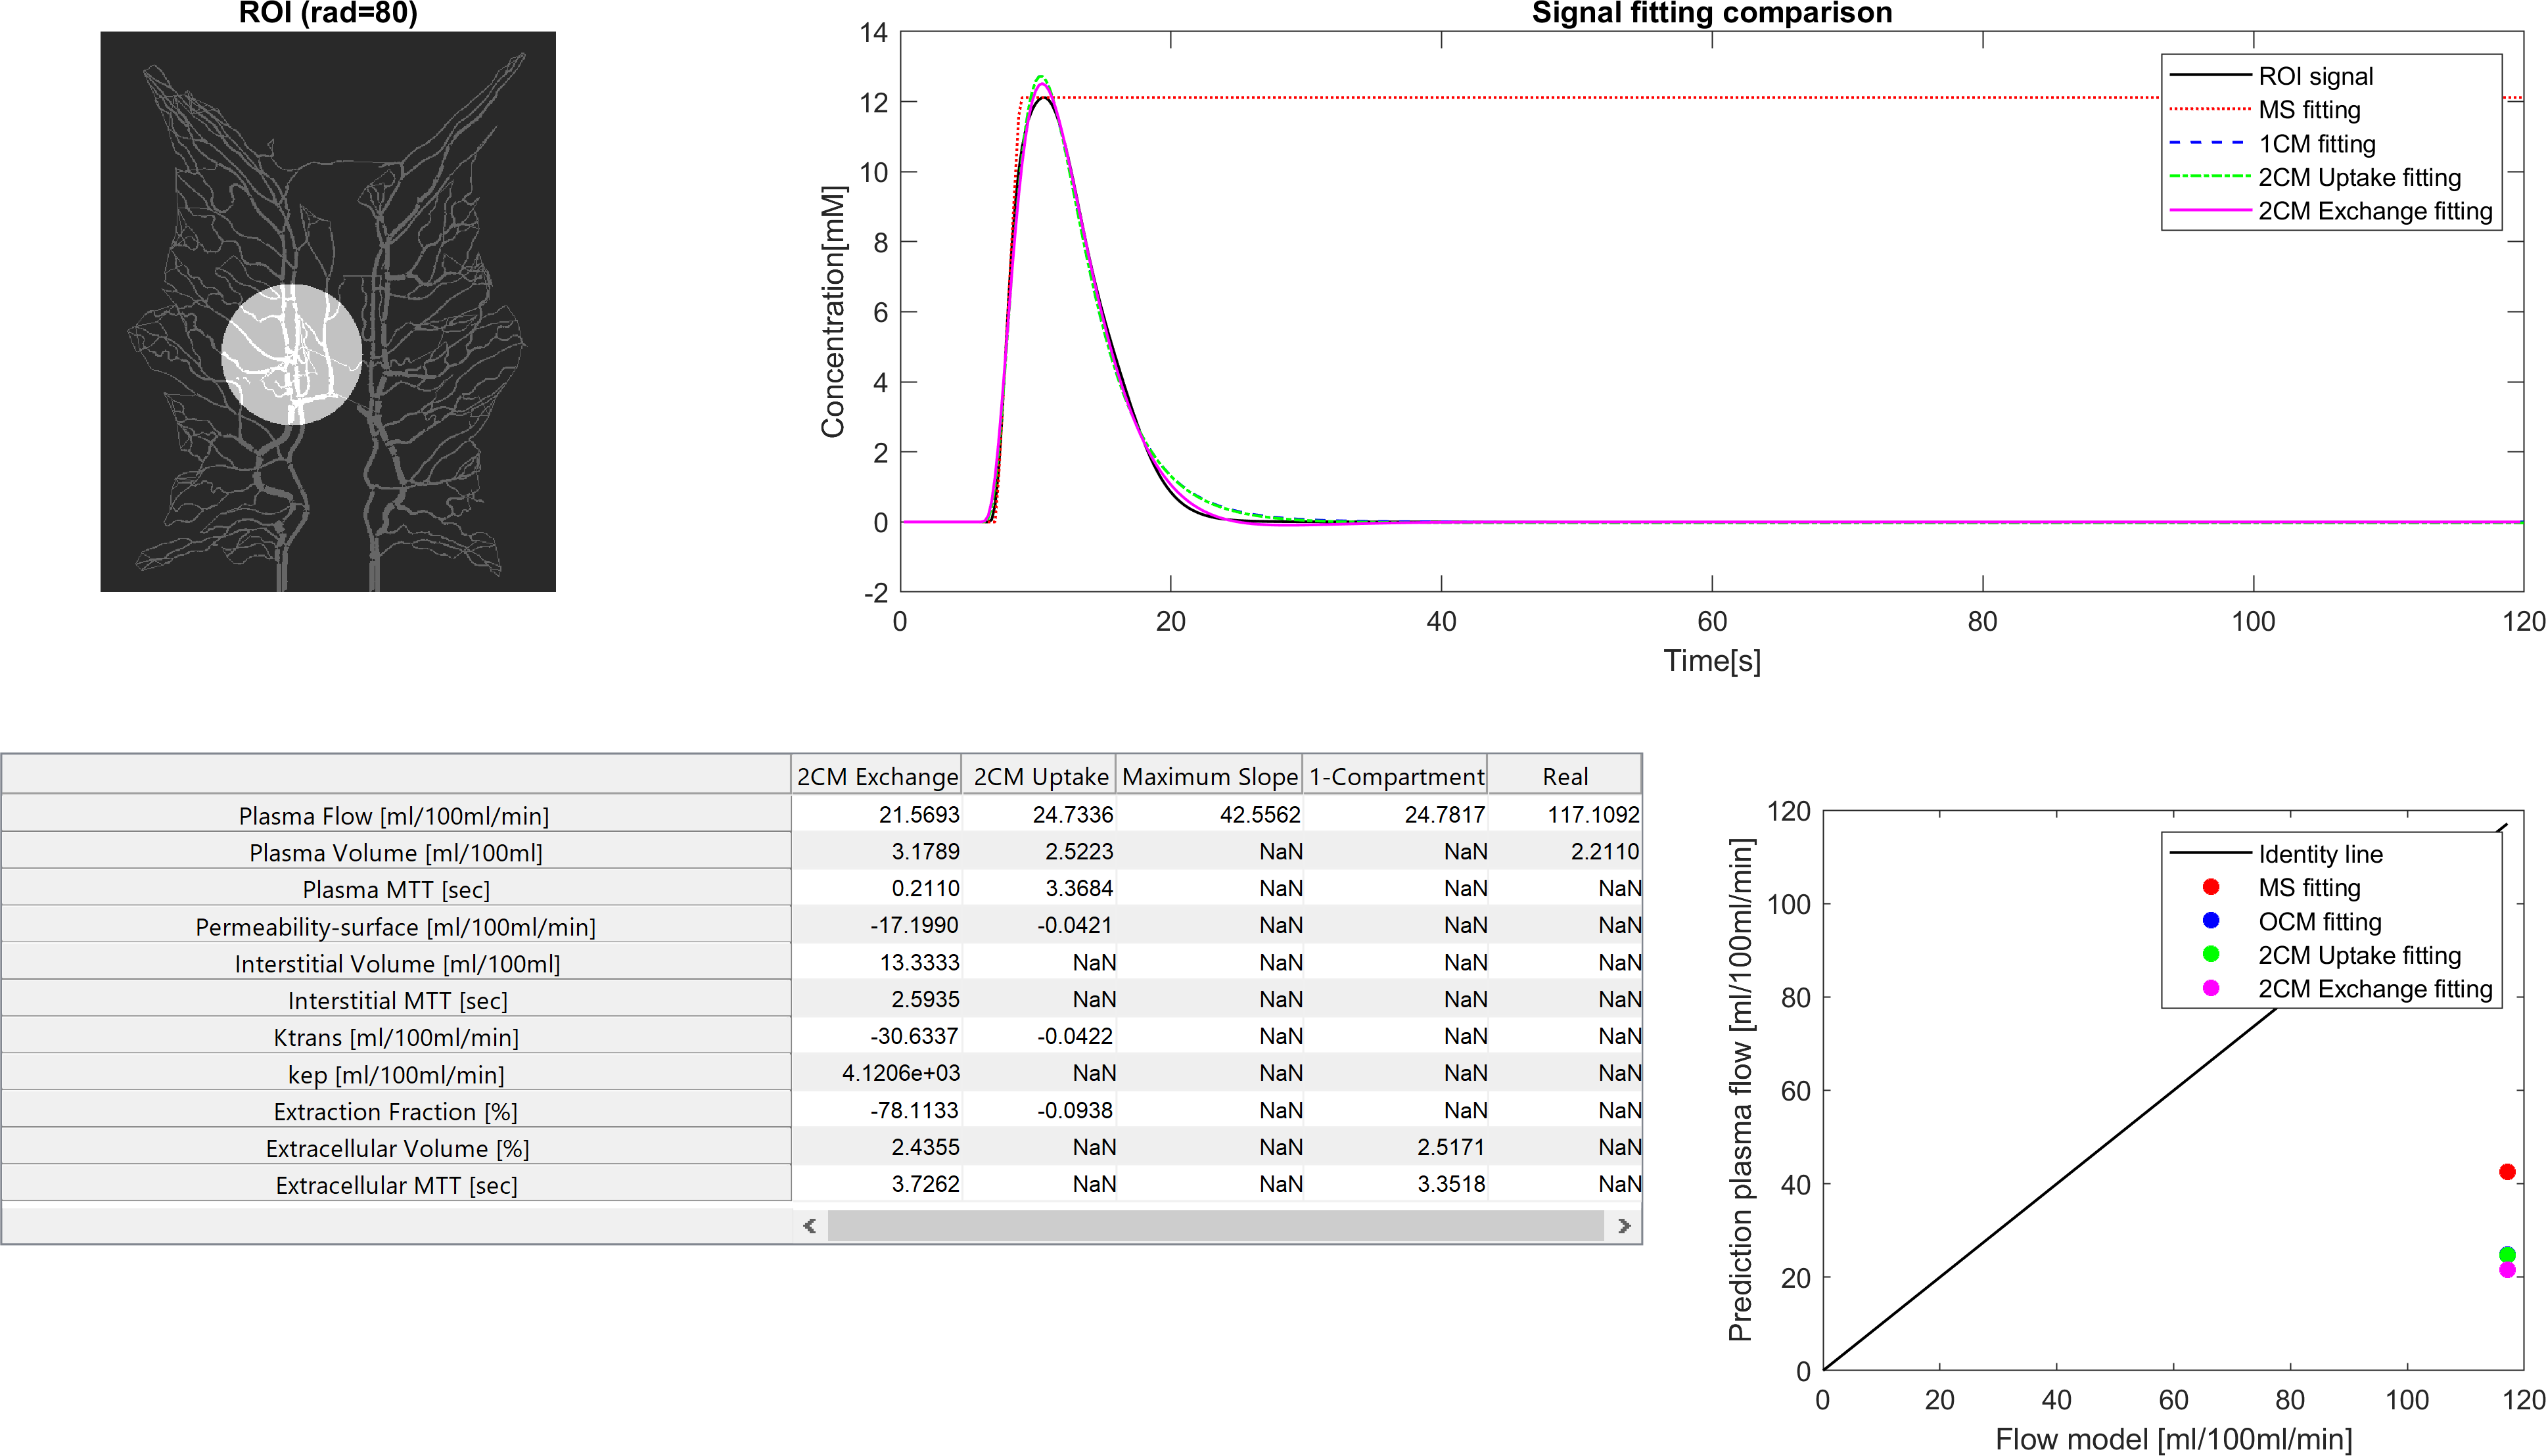 ROI (rad=80)
Signal fitting comparison
14
12
10
8
6
4
2
0
-2
Concentration[mM]
0 20 40 60 80 100 120
Time[s]
ROI signal
MS fitting
1CM fitting
2CM Uptake fitting
2CM Exchange fitting
2CM Exchange 2CM Uptake Maximum Slope 1-Compartment Real
Plasma Flow [ml/100ml/min] 21.5693 24.7336 42.5562 24.7817 117.1092
Plasma Volume [ml/100ml] 3.1789 2.5223 NaN NaN 2.2110
Plasma MTT [sec] 0.2110 3.3684 NaN NaN NaN
Permeability-surface [ml/100ml/min] -17.1990 -0.0421 NaN NaN NaN
Interstitial Volume [ml/100ml] 13.3333 NaN NaN NaN NaN
Interstitial MTT [sec] 2.5935 NaN NaN NaN NaN
Ktrans [ml/100ml/min] -30.6337 -0.0422 NaN NaN NaN
kep [ml/100ml/min] 4.1206e+03 NaN NaN NaN NaN
Extraction Fraction [%] -78.1133 -0.0938 NaN NaN NaN
Extracellular Volume [%] 2.4355 NaN NaN 2.5171 NaN
Extracellular MTT [sec] 3.7262 NaN NaN 3.3518 NaN
120
100
80
60
40
20
0
Prediction plasma flow [ml/100ml/min]
0 20 40 60 80 100 120
Flow model [ml/100ml/min]
Identity line
MS fitting
OCM fitting
2CM Uptake fitting
2CM Exchange fitting